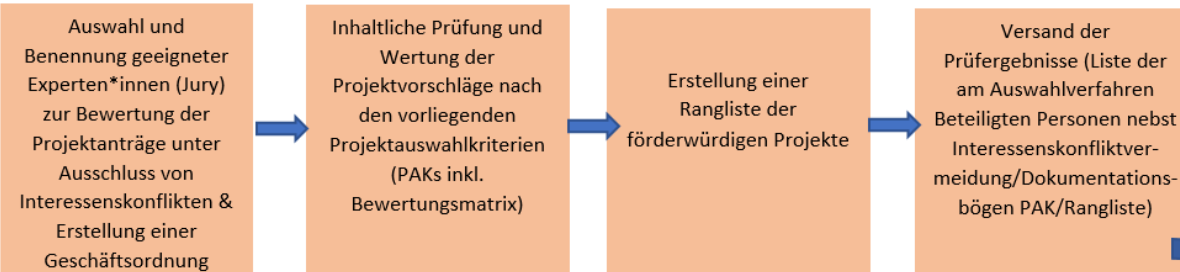 Auswahl und
Benennung geeigneter
Experten*innen (Jury)
zur Bewertung der
Projektanträge unter
Ausschluss von
Interessenskonflikten &
Erstellung einer
Geschäftsordnung
Inhaltliche Prüfung und
Wertung der
Projektvorschläge nach
den vorliegenden
Projektauswahlkriterien
(PAKs inkl.
Bewertungsmatrix)
Erstellung einer
Rangliste der
förderwürdigen Projekte
Versand der
Prüfergebnisse (Liste der
am Auswahlverfahren
Beteiligten Personen nebst
Interessenskonfliktver-
meidung/Dokumentations-
bögen PAK/Rangliste)